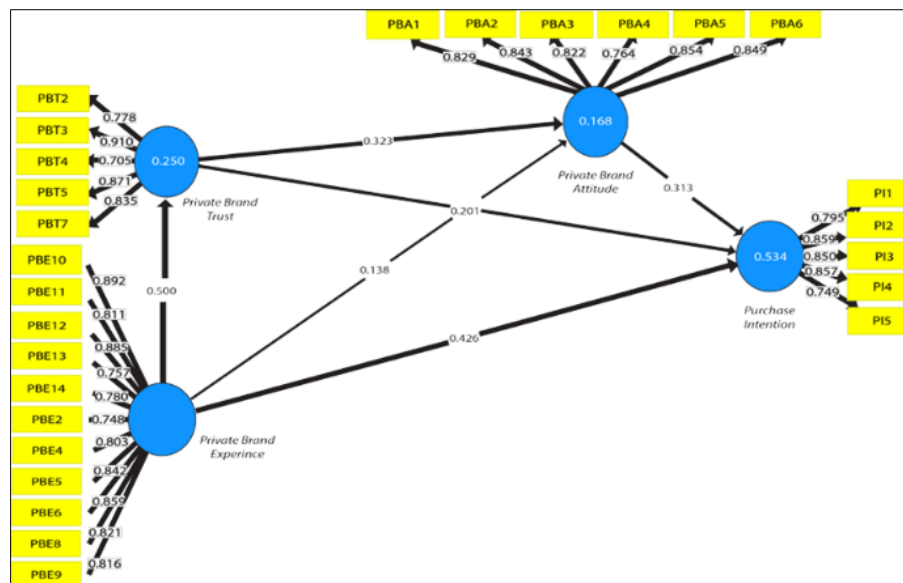 PBA1
PBA2
PBA3
PBA4
PBA5
PBA6
0.829
0.843
0.822
0.764
0.854
0.849
PBT2
PBT3
PBT4
PBT5
PBT7
0.778
0.910
0.705
0.871
0.835
0.250
Private Brand
Trust
0.323
0.168
Private Brand
Attitude
0.313
0.201
0.138
0.500
0.426
PI1
PI2
PI3
PI4
PI5
0.795
0.859
0.850
0.857
0.749
0.534
Purchase
Intention
PBE10
PBE11
PBE12
PBE13
PBE14
PBE2
PBE4
PBE5
PBE6
PBE8
PBE9
0.892
0.811
0.885
0.757
0.780
0.748
0.803
0.842
0.859
0.821
0.816
Private Brand
Experince